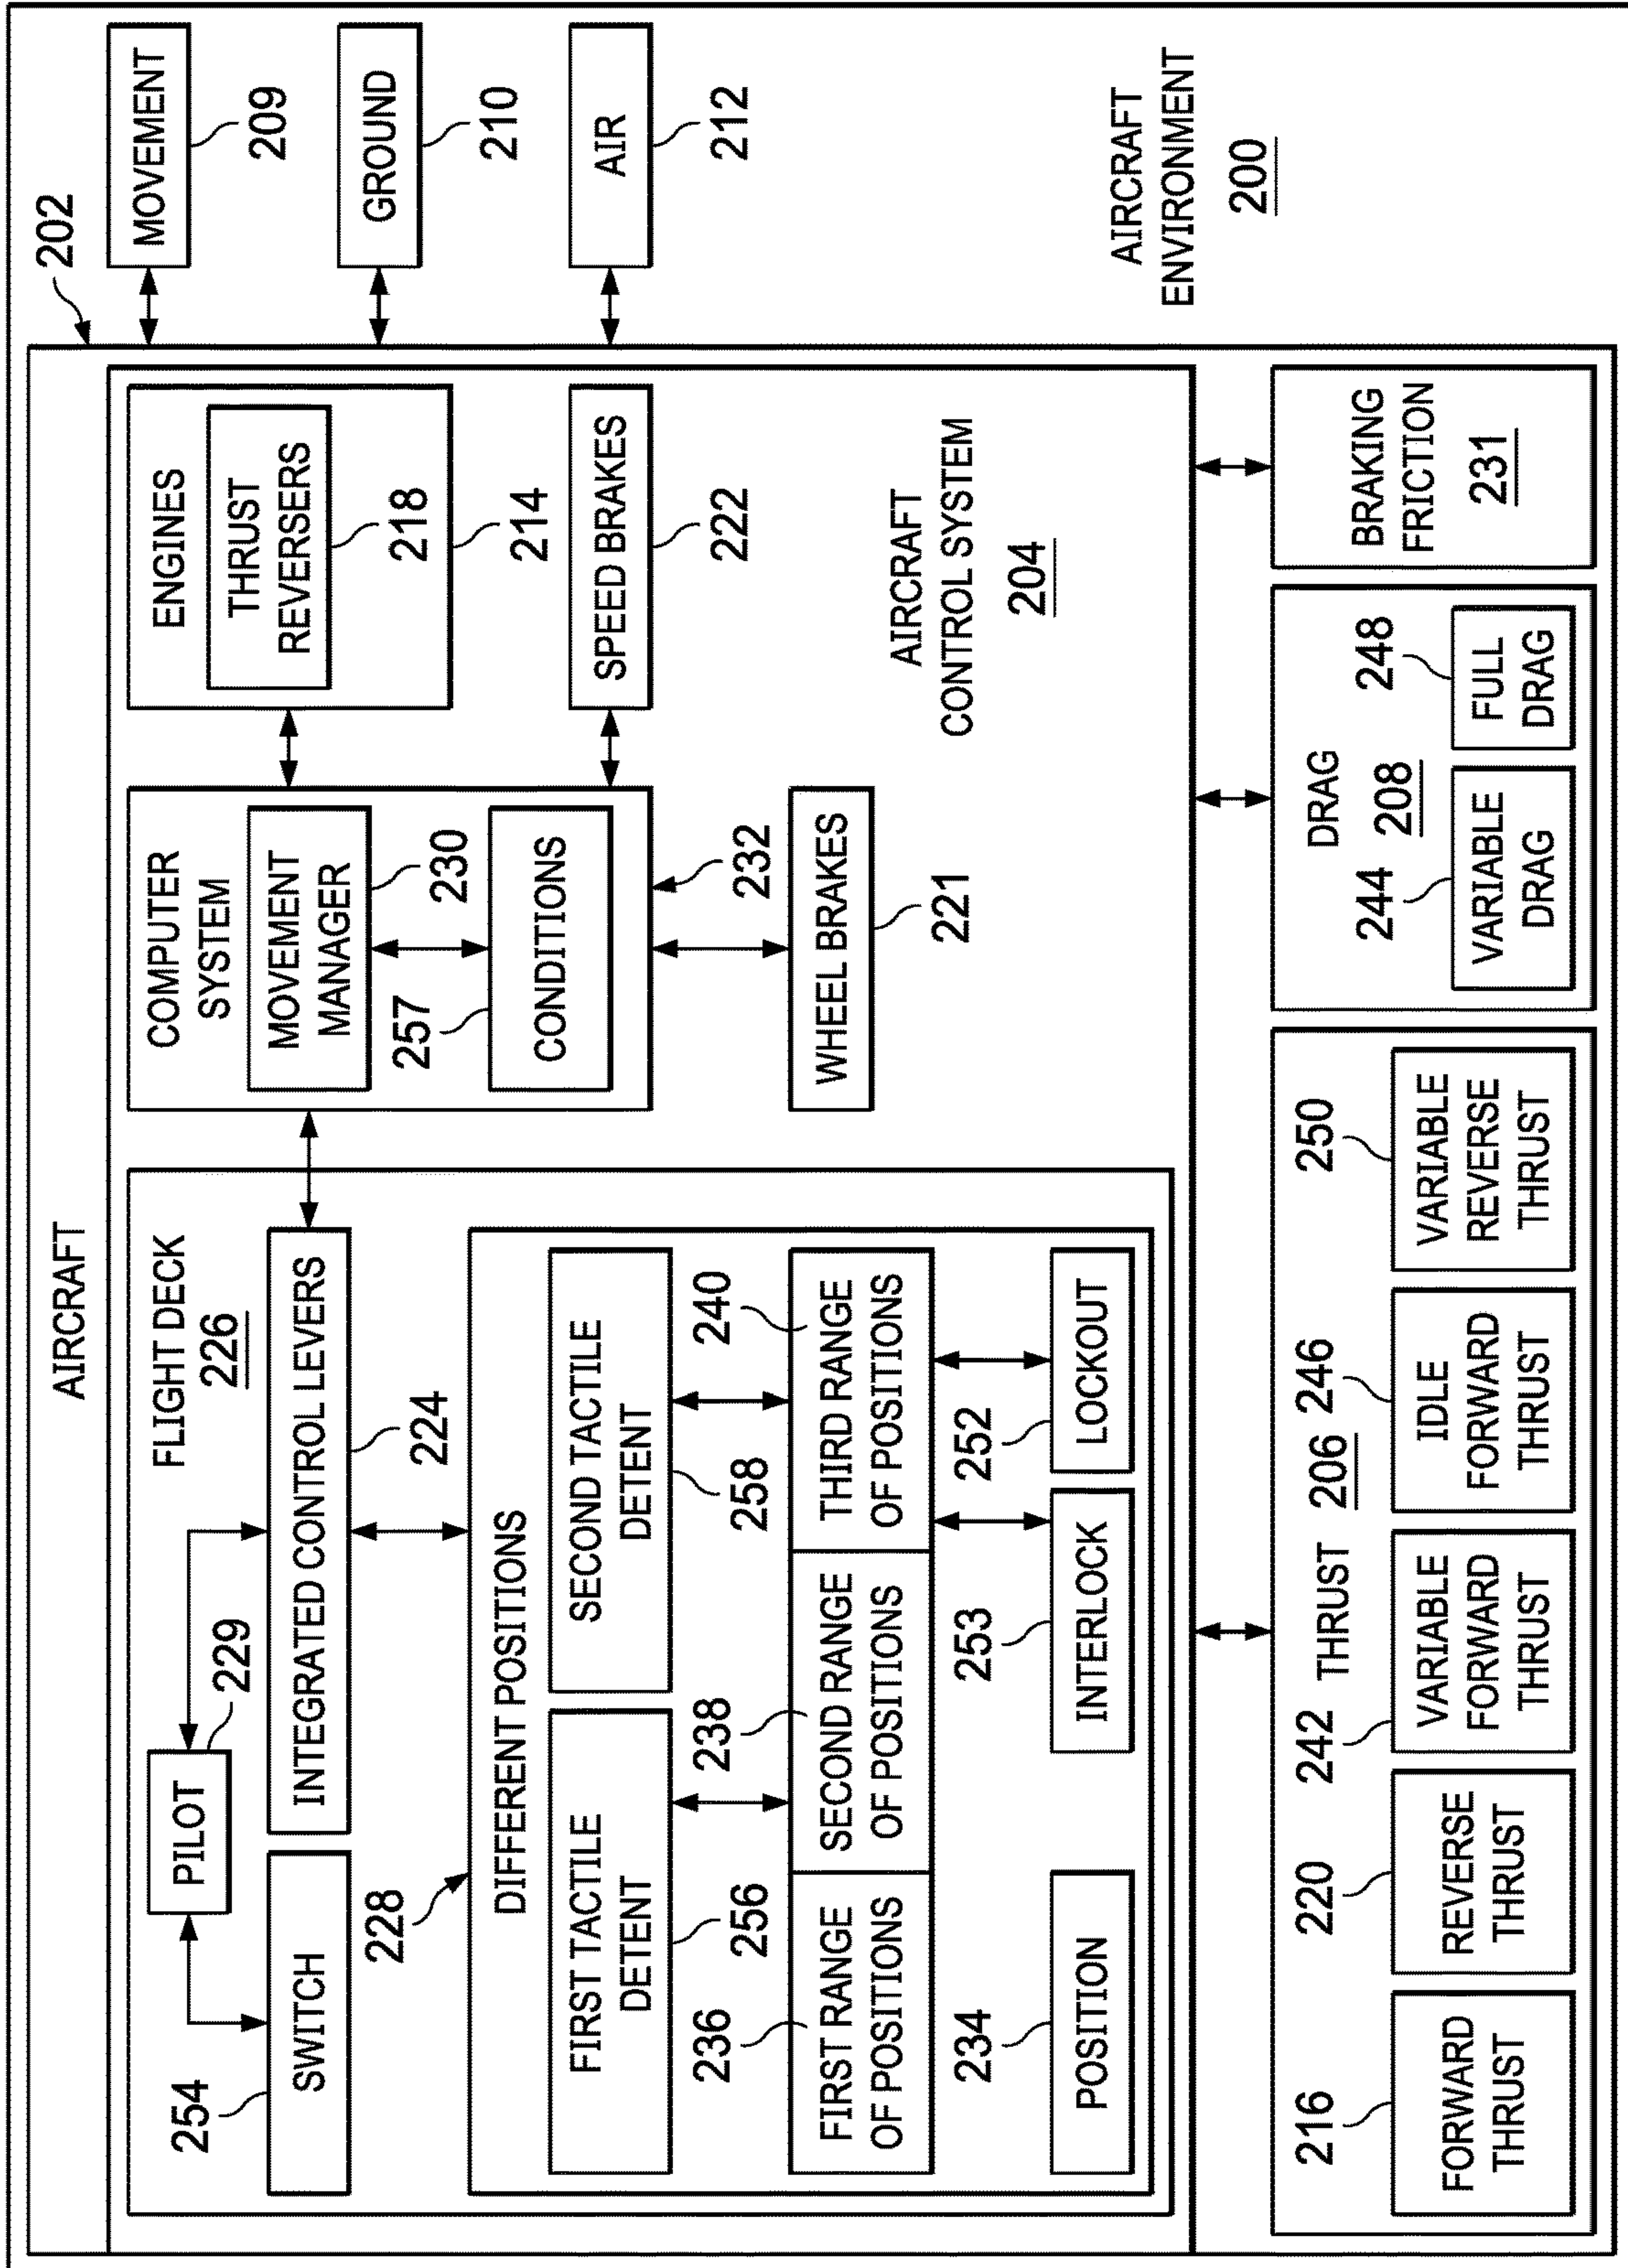 AIRCRAFT
202
FLIGHT DECK
226
254
SWITCH
PILOT
229
INTEGRATED CONTROL LEVERS
224
228
DIFFERENT POSITIONS
FIRST TACTILE
DETENT
256
SECOND TACTILE
DETENT
258
236
FIRST RANGE
OF POSITIONS
238
SECOND RANGE
OF POSITIONS
240
THIRD RANGE
OF POSITIONS
234
POSITION
253
INTERLOCK
252
LOCKOUT
COMPUTER
SYSTEM
MOVEMENT
MANAGER
230
257
CONDITIONS
232
WHEEL BRAKES
221
ENGINES
THRUST
REVERSERS
218
214
SPEED BRAKES
222
AIRCRAFT
CONTROL SYSTEM
204
MOVEMENT
209
GROUND
210
AIR
212
AIRCRAFT
ENVIRONMENT
200
THRUST
206
216
FORWARD
THRUST
220
REVERSE
THRUST
242
VARIABLE
FORWARD
THRUST
246
IDLE
FORWARD
THRUST
250
VARIABLE
REVERSE
THRUST
DRAG
208
244
VARIABLE
DRAG
248
FULL
DRAG
BRAKING
FRICTION
231